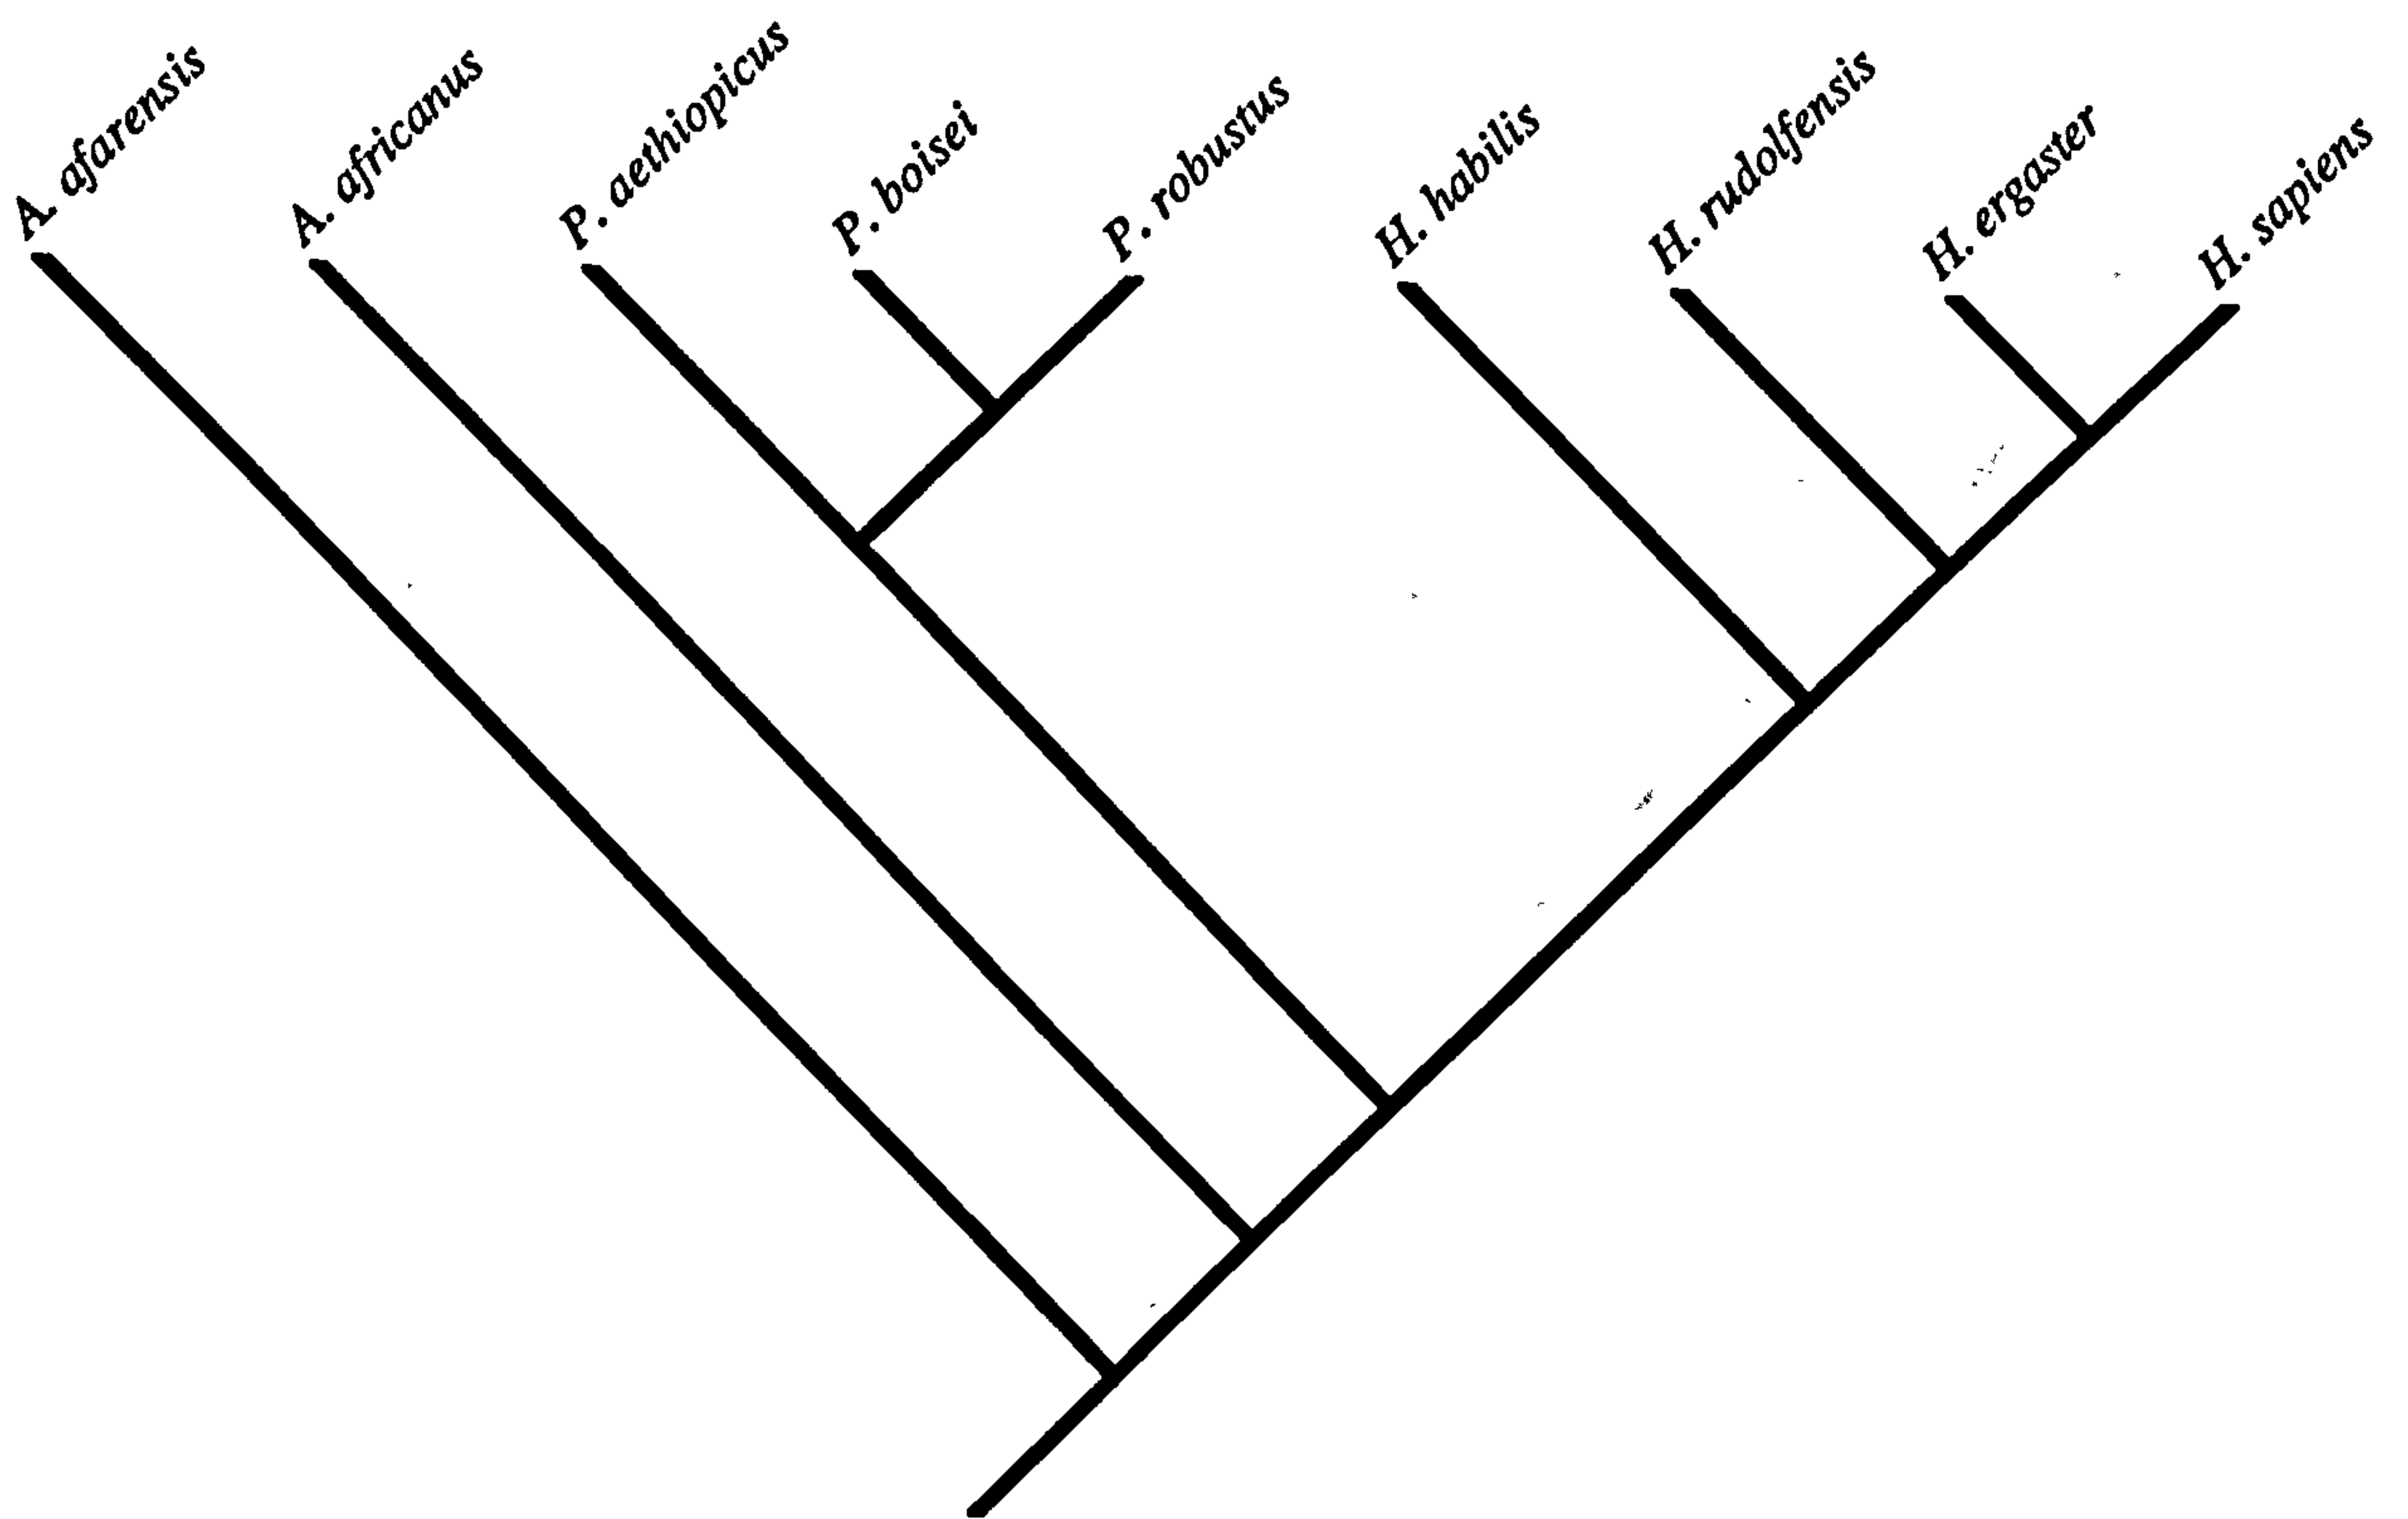 A. afarensis
A. africanus
P. aethiopicus
P. boisei
P. robustus
H. habilis
H. rudolfensis
H. ergaster
H. sapiens